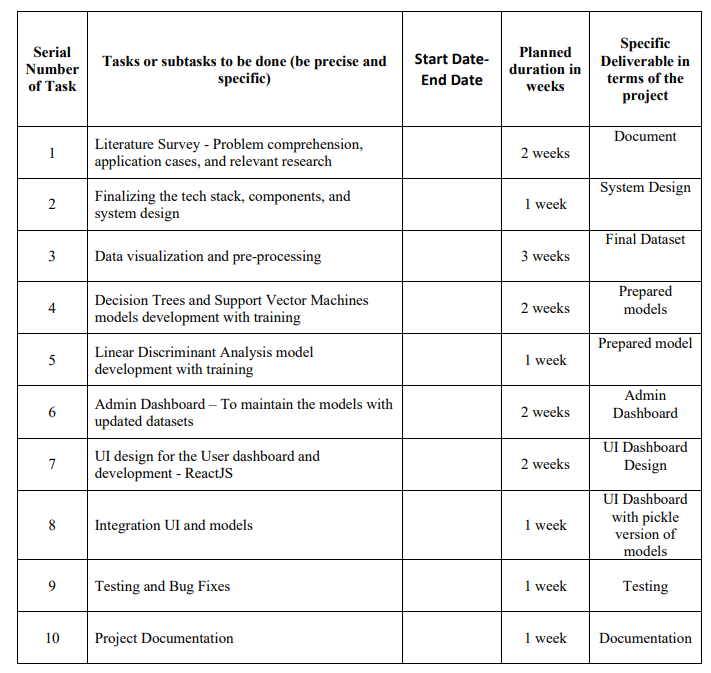 Serial
Number
of Task
Tasks or subtasks to be done (be precise and
specific)
Start Date-
End Date
Planned
duration in
weeks
Specific
Deliverable in
terms of the
project
1
Literature Survey - Problem comprehension,
application cases, and relevant research
2 weeks
Document
2
Finalizing the tech stack, components, and
system design
1 week
System Design
3
Data visualization and pre-processing
3 weeks
Final Dataset
4
Decision Trees and Support Vector Machines
models development with training
2 weeks
Prepared
models
5
Linear Discriminant Analysis model
development with training
1 week
Prepared model
6
Admin Dashboard – To maintain the models with
updated datasets
2 weeks
Admin
Dashboard
7
UI design for the User dashboard and
development - ReactJS
2 weeks
UI Dashboard
Design
8
Integration UI and models
1 week
UI Dashboard
with pickle
version of
models
9
Testing and Bug Fixes
1 week
Testing
10
Project Documentation
1 week
Documentation